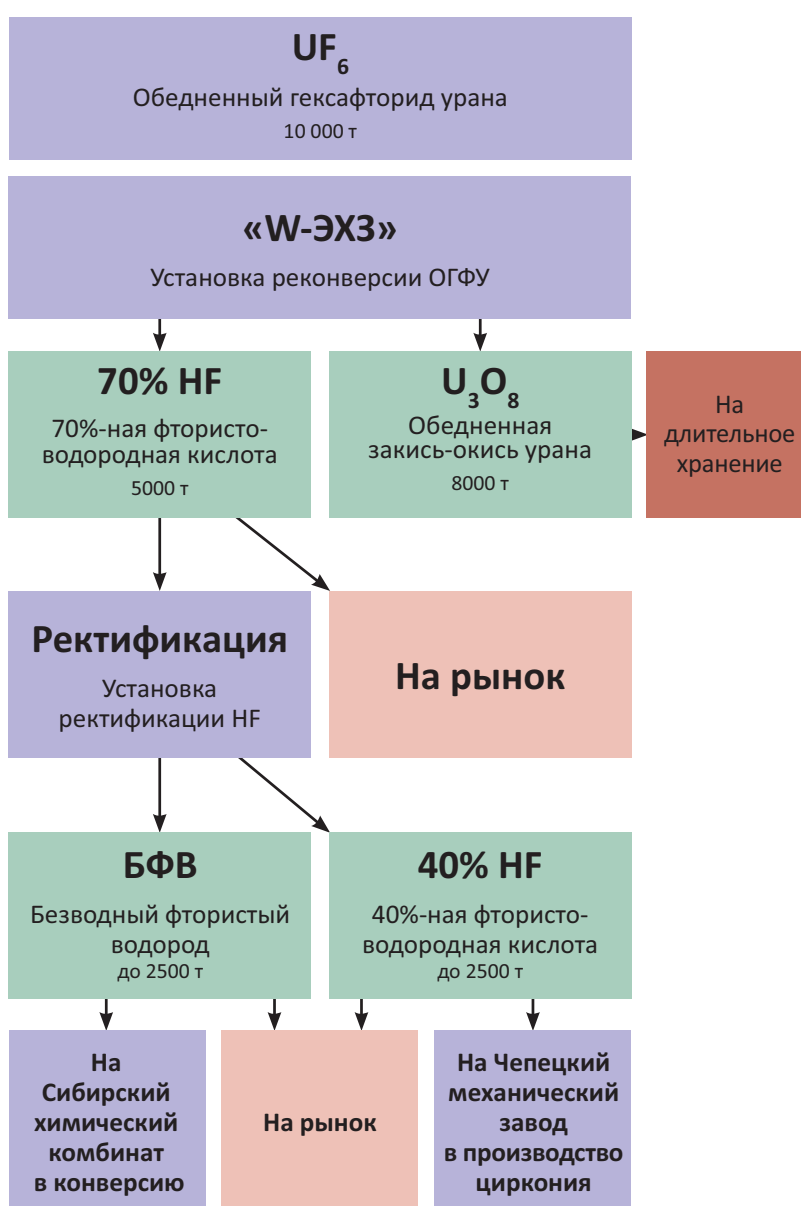 UF6
Обедненный гексафторид урана
10 000 т
«W-ЭХЗ»
Установка реконверсии ОГФУ
70% HF
70%-ная фтористо-
водородная кислота
5000 т
U3O8
Обедненная
закись-окись урана
8000 т
На
длительное
хранение
Ректификация
Установка
ректификации HF
На рынок
БФВ
Безводный фтористый
водород
до 2500 т
40% HF
40%-ная фтористо-
водородная кислота
до 2500 т
На
Сибирский
химический
комбинат
в конверсию
На рынок
На Чепецкий
механический
завод
в производство
циркония